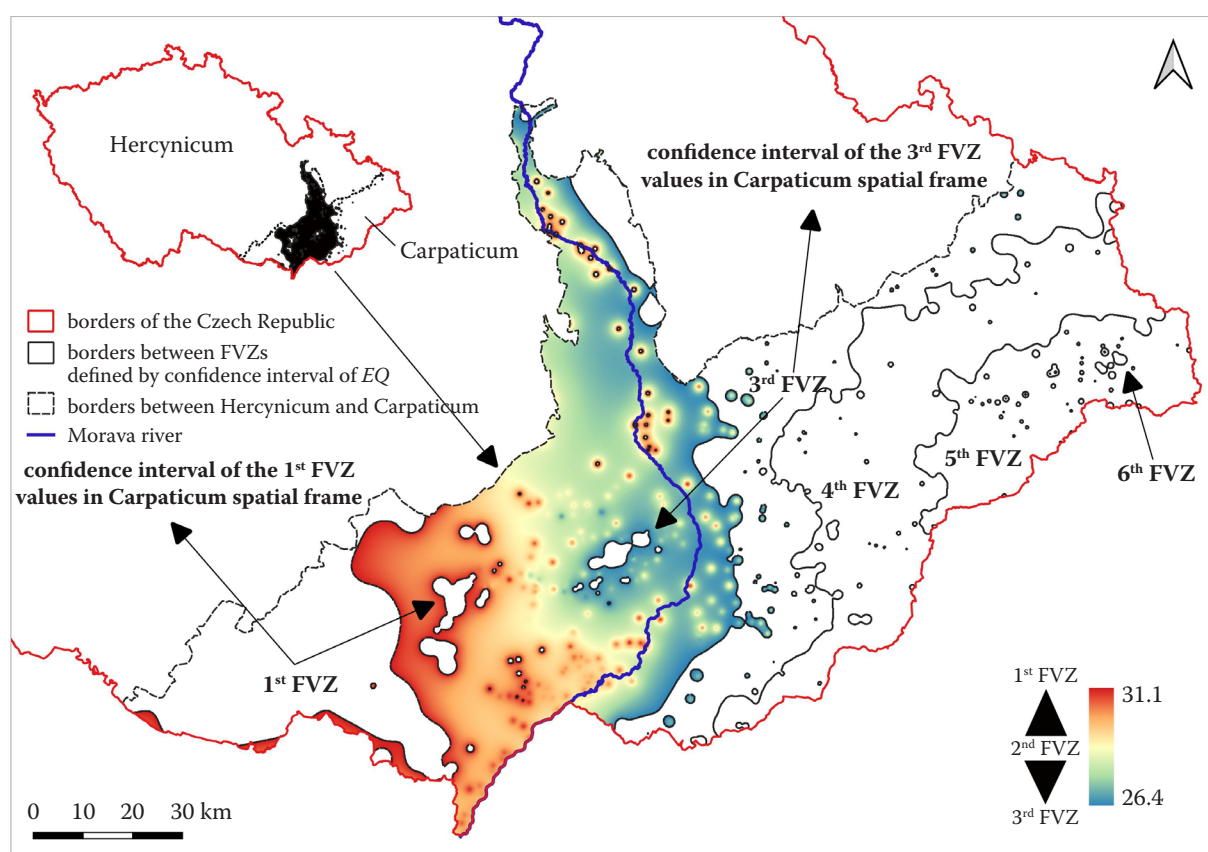 Hercynicum
Carpaticum
confidence interval of the 3rd FVZ
values in Carpaticum spatial frame
borders of the Czech Republic
borders between FVZs
defined by confidence interval of EQ
borders between Hercynicum and Carpaticum
Morava river
confidence interval of the 1st FVZ
values in Carpaticum spatial frame
3rd FVZ
4th FVZ
5th FVZ
6th FVZ
1st FVZ
1st FVZ
2nd FVZ
3rd FVZ
31.1
26.4
0 10 20 30 km